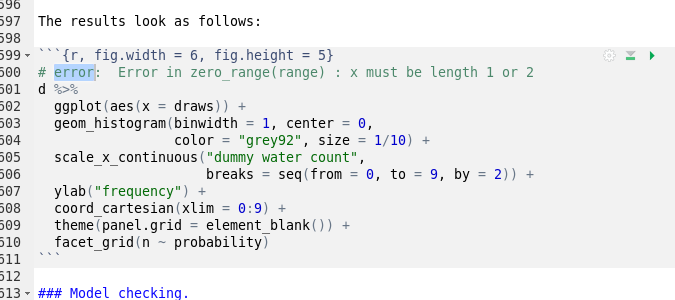 596
597 The results look as follows:
598
599 ```{r, fig.width = 6, fig.height = 5}
600 # error:  Error in zero_range(range) : x must be length 1 or 2
601 d %>%
602   ggplot(aes(x = draws)) +
603   geom_histogram(binwidth = 1, center = 0,
604                  color = "grey92", size = 1/10) +
605   scale_x_continuous("dummy water count",
606                      breaks = seq(from = 0, to = 9, by = 2)) +
607   ylab("frequency") +
608   coord_cartesian(xlim = 0:9) +
609   theme(panel.grid = element_blank()) +
610   facet_grid(n ~ probability)
611 ```
612
613 ### Model checking.